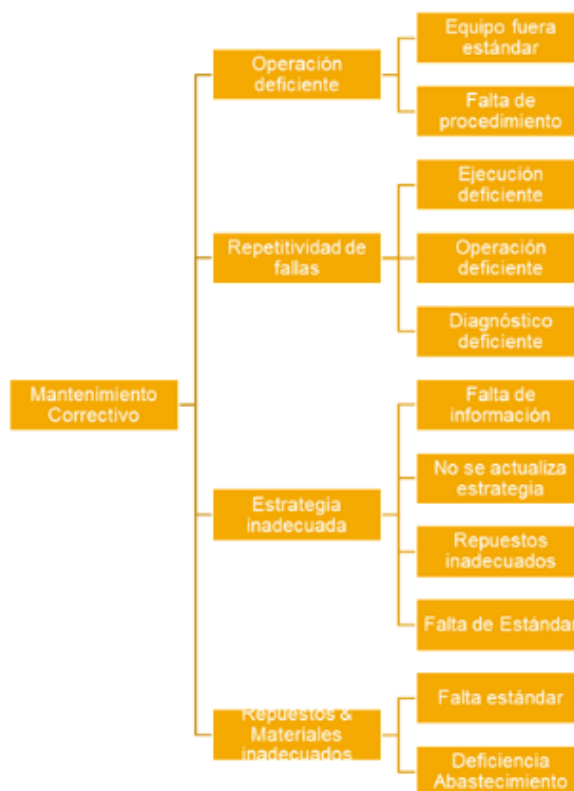 Mantenimiento
Correctivo
Operación
deficiente
Equipo fuera
estándar
Falta de
procedimiento
Repetitividad de
fallas
Ejecución
deficiente
Operación
deficiente
Diagnóstico
deficiente
Estrategia
inadecuada
Falta de
información
No se actualiza
estrategia
Repuestos
inadecuados
Falta de Estándar
Repuestos &
Materiales
inadecuados
Falta estándar
Deficiencia
Abastecimiento